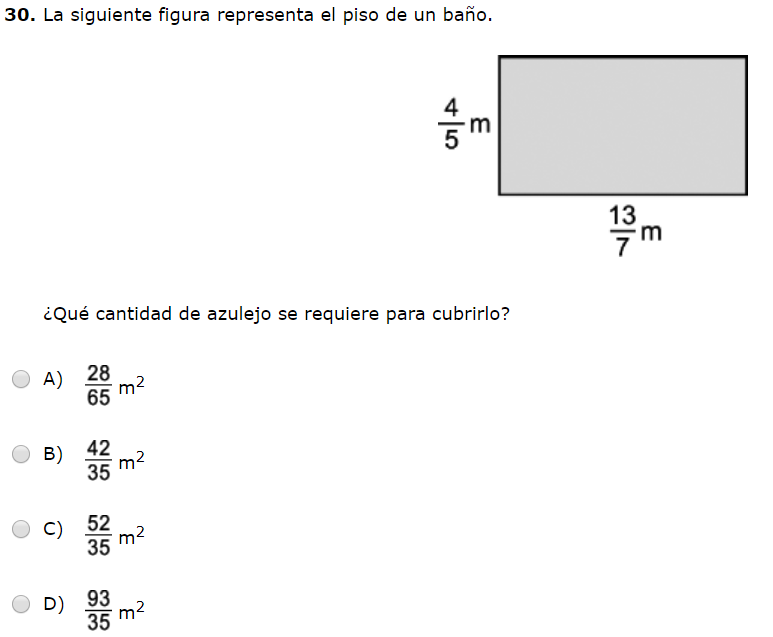 30. La siguiente figura representa el piso de un baño.
4/5 m
13/7 m
¿Qué cantidad de azulejo se requiere para cubrirlo?
A) 28/65 m²
B) 42/35 m²
C) 52/35 m²
D) 93/35 m²